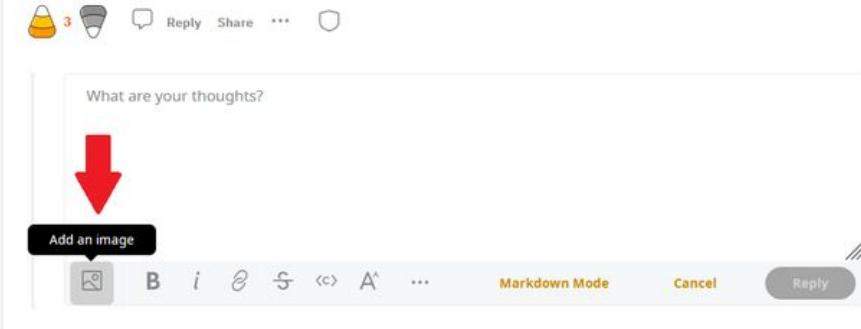 3 Reply Share ...
What are your thoughts?
Add an image
B i <c> A^ ... Markdown Mode Cancel Reply